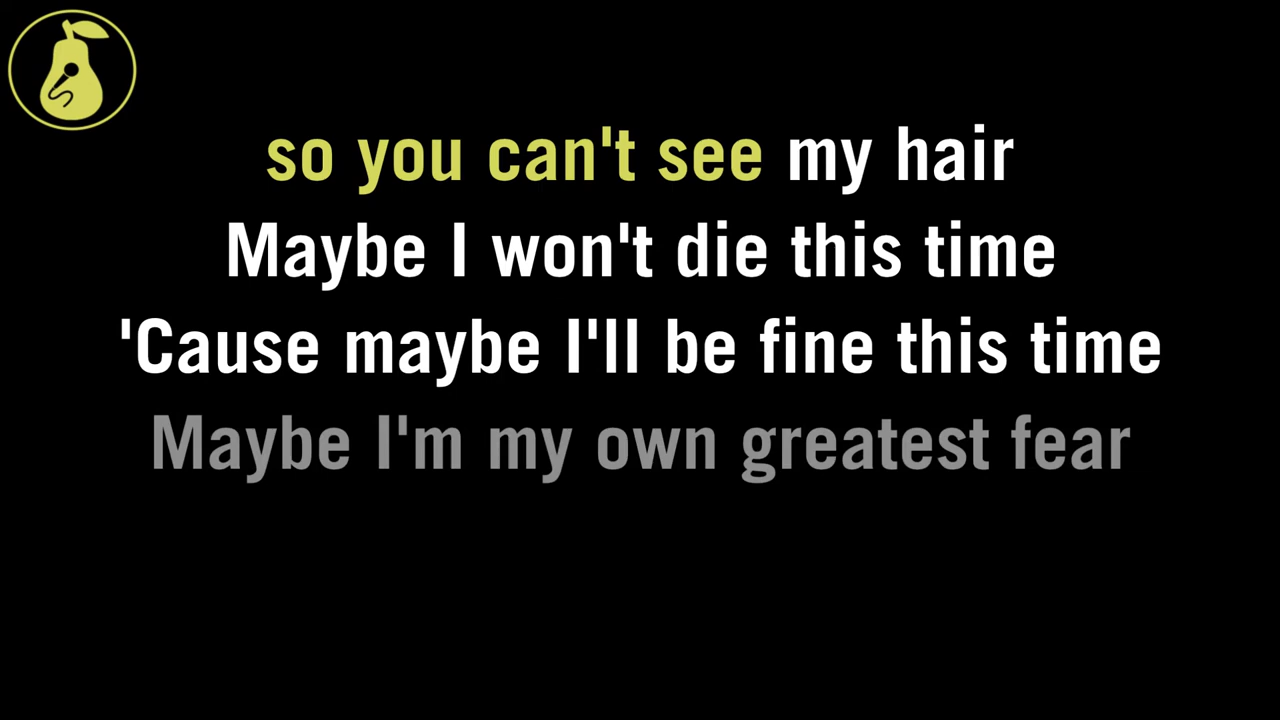 so you can't see my hair
Maybe I won't die this time
'Cause maybe I'll be fine this time
Maybe I'm my own greatest fear